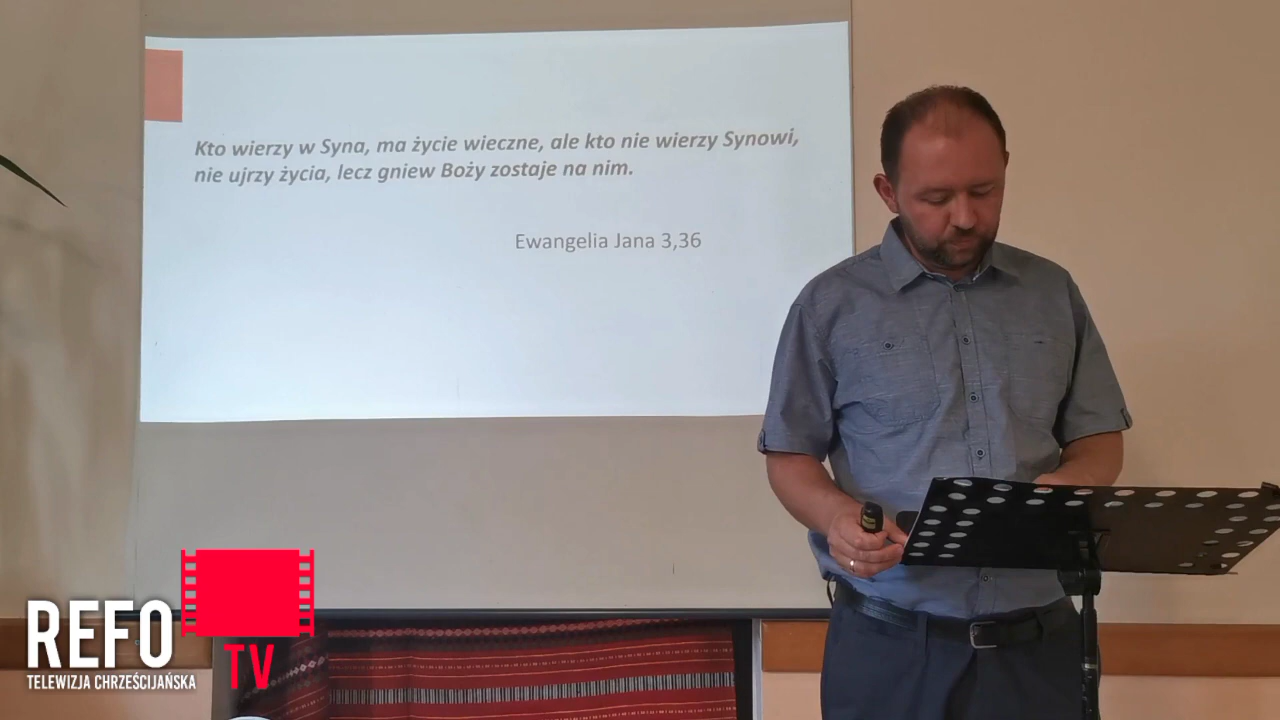 Kto wierzy w Syna, ma życie wieczne, ale kto nie wierzy Synowi,
nie ujrzy życia, lecz gniew Boży zostaje na nim.
Ewangelia Jana 3,36
REFO
TV
TELEWIZJA CHRZEŚCIJAŃSKA